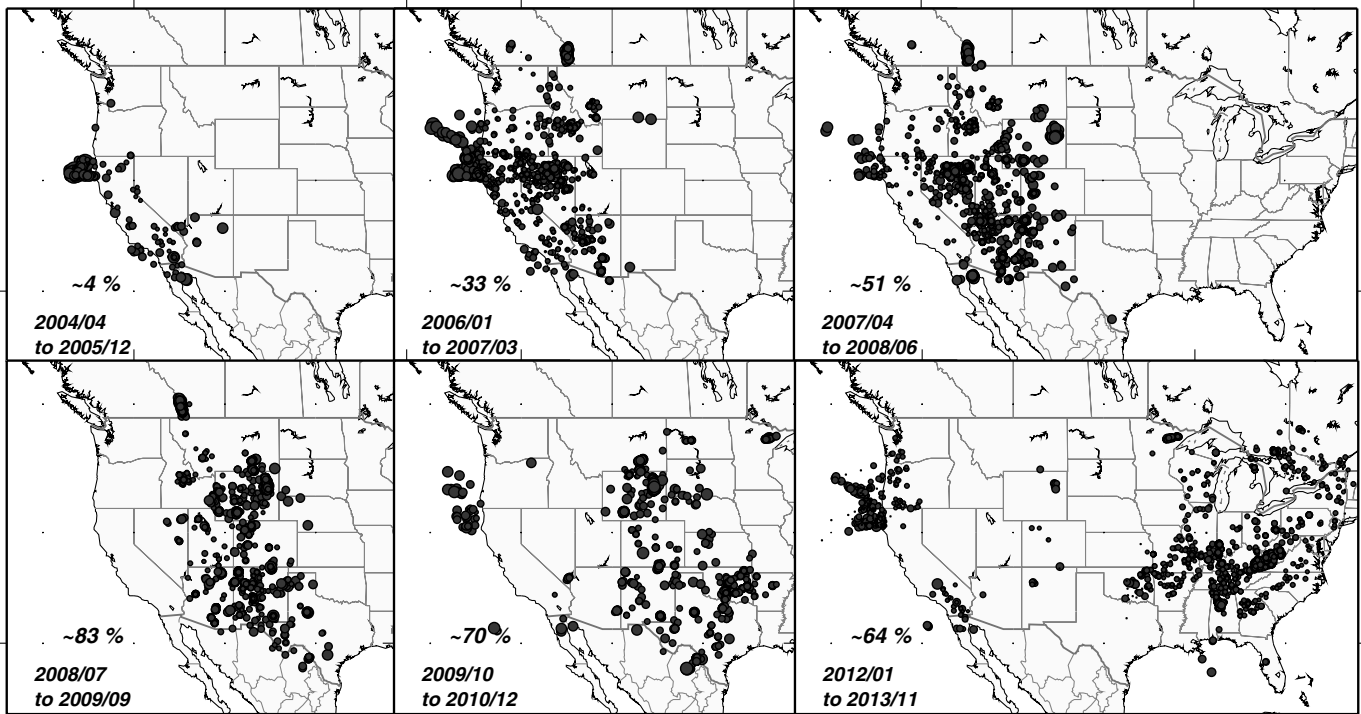 ~4 %
2004/04
to 2005/12
~33 %
2006/01
to 2007/03
~51 %
2007/04
to 2008/06
~83 %
2008/07
to 2009/09
~70 %
2009/10
to 2010/12
~64 %
2012/01
to 2013/11